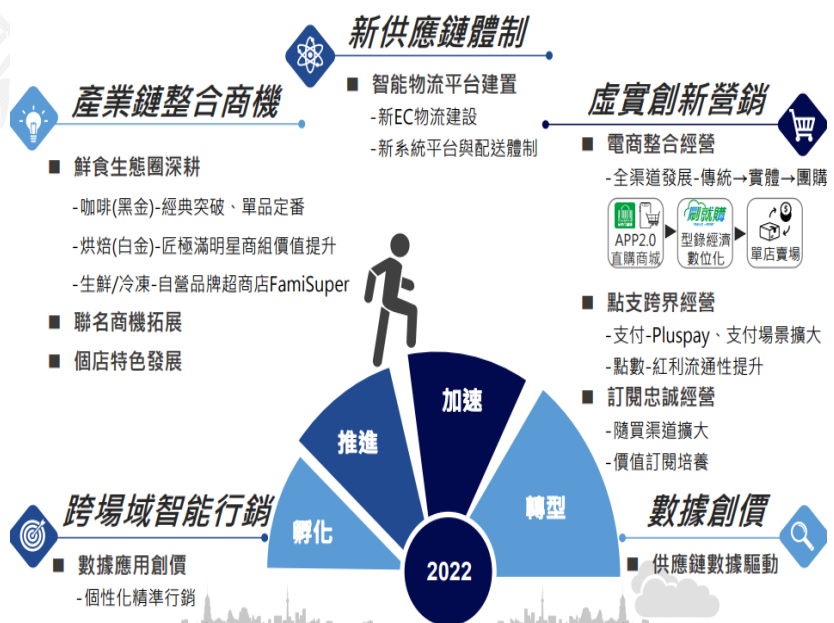 新供應鏈體制
■ 智能物流平台建置
-新EC物流建設
-新系統平台與配送體制
產業鏈整合商機
■ 鮮食生態圈深耕
-咖啡(黑金)-經典突破、單品定番
-烘焙(白金)-匠極滿明星商組價值提升
-生鮮/冷凍-自營品牌超商店FamiSuper
■ 聯名商機拓展
■ 個店特色發展
虛實創新營銷
■ 電商整合經營
-全渠道發展-傳統→實體→團購
APP2.0
直購商城
刷就購
型錄經濟
數位化
單店賣場
■ 點支跨界經營
-支付-Pluspay、支付場景擴大
-點數-紅利流通性提升
■ 訂閱忠誠經營
-隨買渠道擴大
-價值訂閱培養
孵化
推進
加速
轉型
2022
跨場域智能行銷
■ 數據應用創價
-個性化精準行銷
數據創價
■ 供應鏈數據驅動